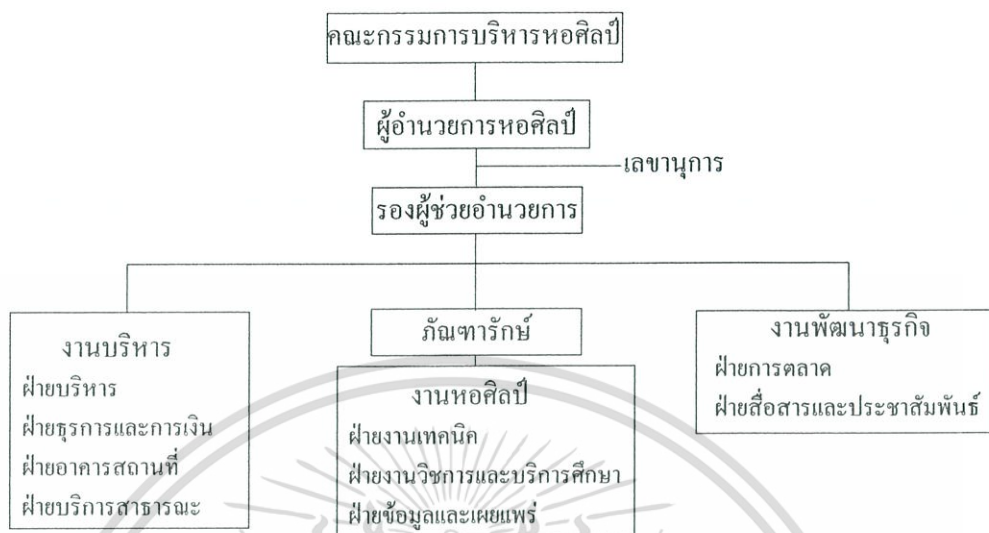 คณะกรรมการบริหารหอศิลป์
ผู้อำนวยการหอศิลป์
เลขานุการ
รองผู้ช่วยอำนวยการ
งานบริหาร
ฝ่ายบริหาร
ฝ่ายธุรการและการเงิน
ฝ่ายอาคารสถานที่
ฝ่ายบริการสาธารณะ
ภัณฑารักษ์
งานหอศิลป์
ฝ่ายงานเทคนิค
ฝ่ายงานวิชการและบริการศึกษา
ฝ่ายข้อมูลและเผยแพร่
งานพัฒนาธุรกิจ
ฝ่ายการตลาด
ฝ่ายสื่อสารและประชาสัมพันธ์